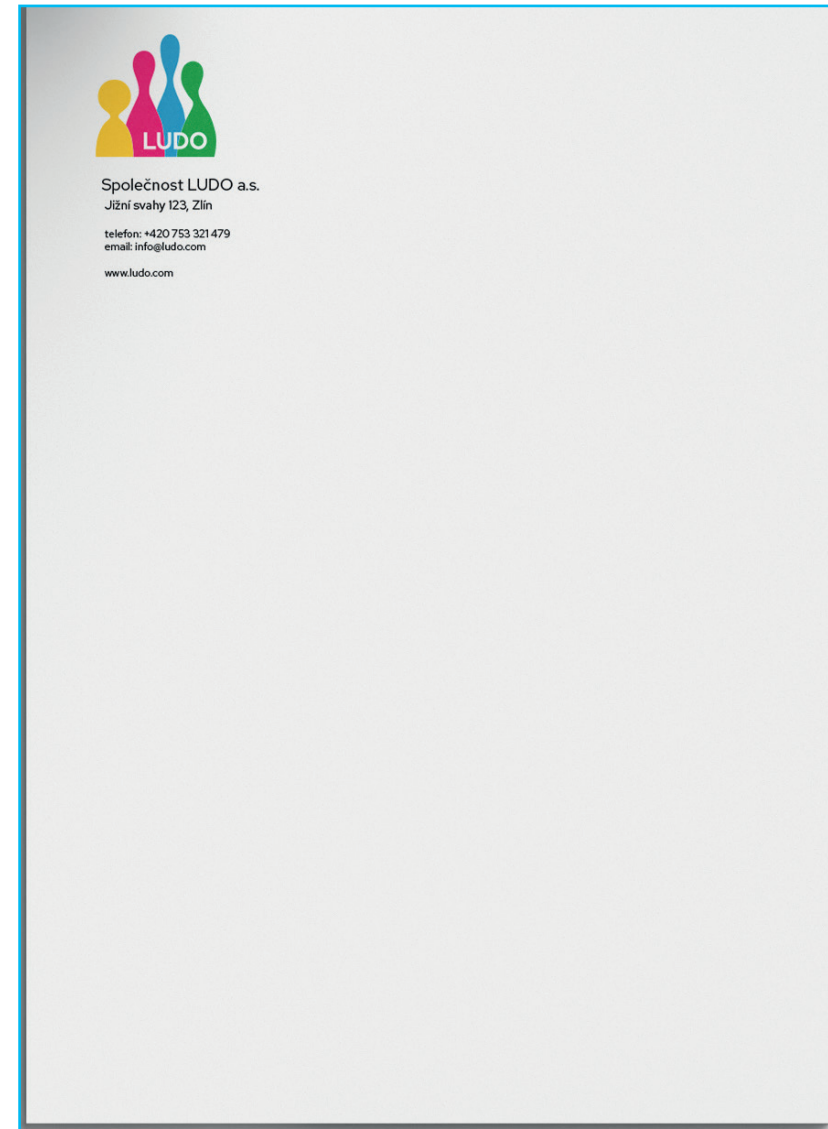 LUDO
Společnost LUDO a.s.
Jižní svahy 123, Zlín
telefon: +420 753 321 479
email: info@ludo.com
www.ludo.com